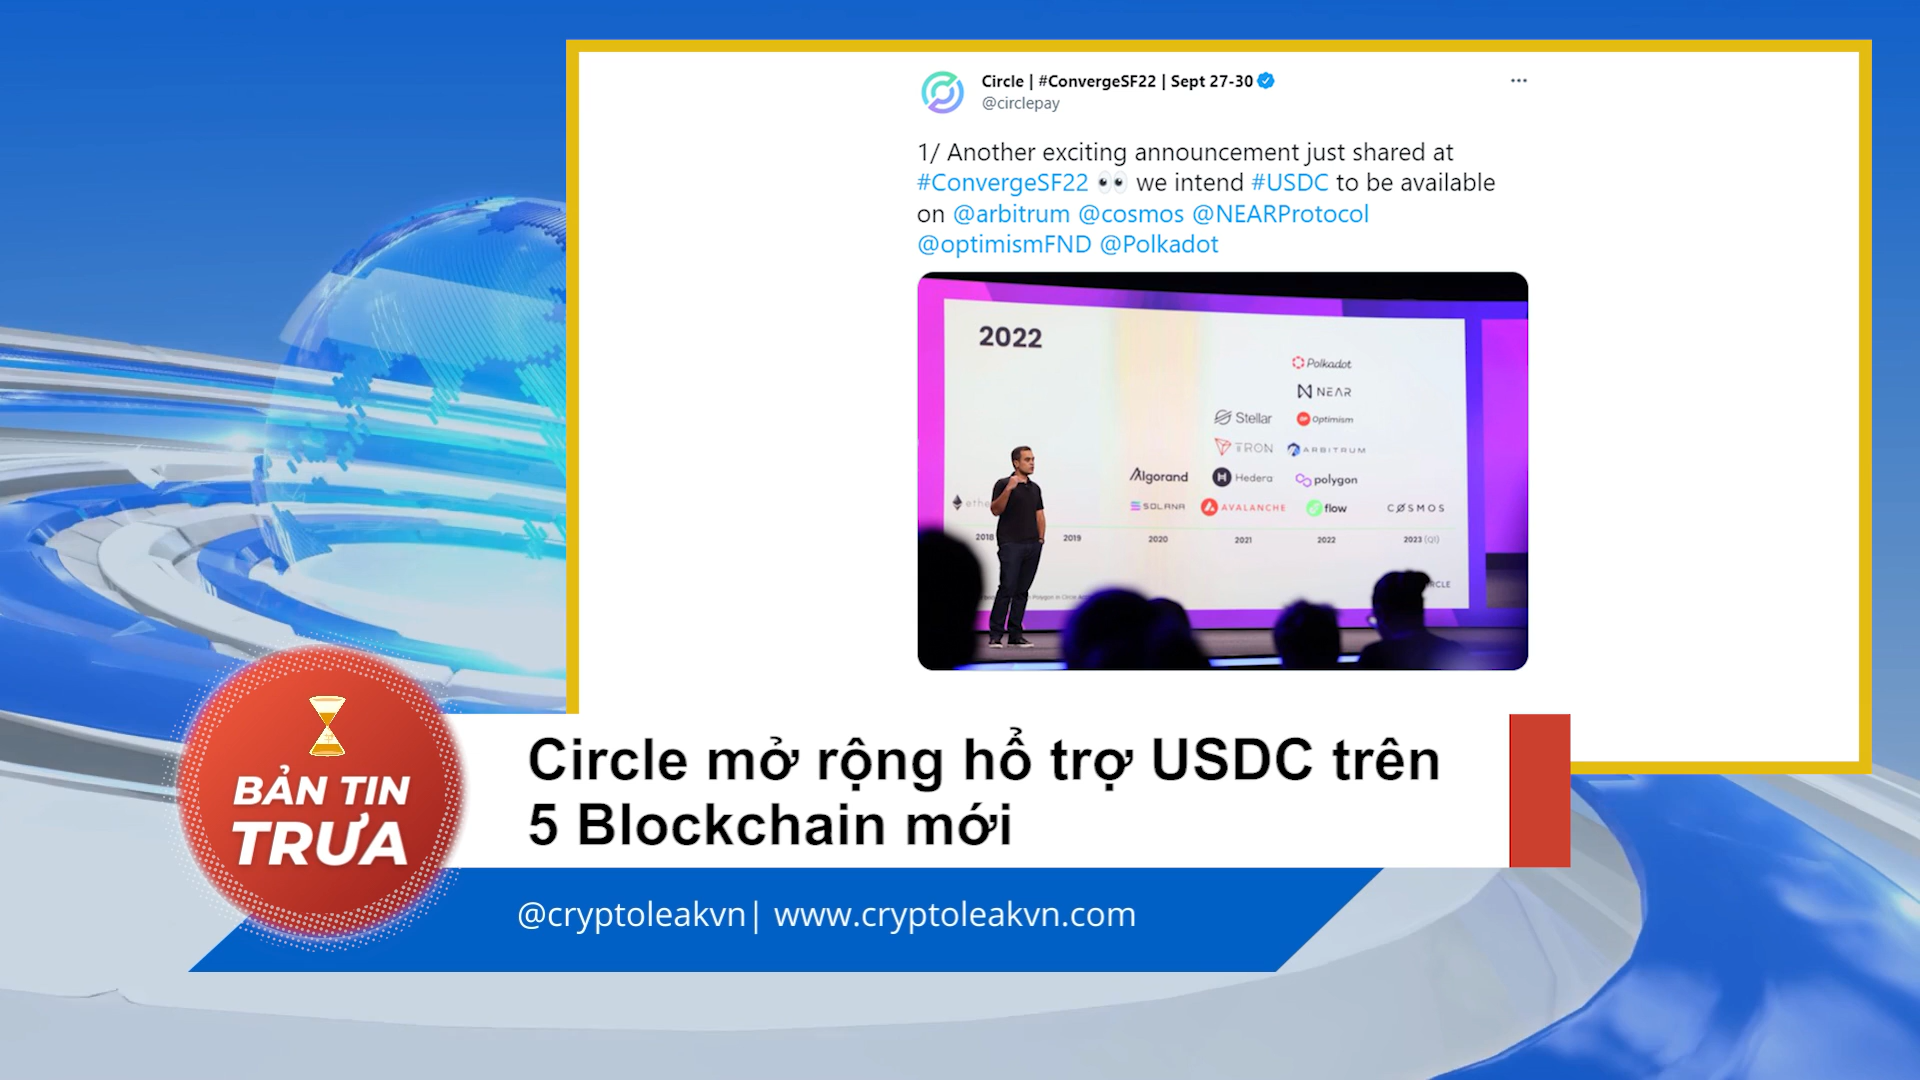 Circle | #ConvergeSF22 | Sept 27-30
@circlepay
1/ Another exciting announcement just shared at
#ConvergeSF22 👀 we intend #USDC to be available
on @arbitrum @cosmos @NEARProtocol
@optimismFND @Polkadot
2022
Polkadot
NEAR
Stellar
Optimism
TRON
ARBITRUM
Algorand
Hedera
polygon
SOLANA
AVALANCHE
flow
COSMOS
2018
2019
2020
2021
2022
2023 (Q1)
BẢN TIN
TRƯA
Circle mở rộng hổ trợ USDC trên
5 Blockchain mới
@cryptoleakvn| www.cryptoleakvn.com